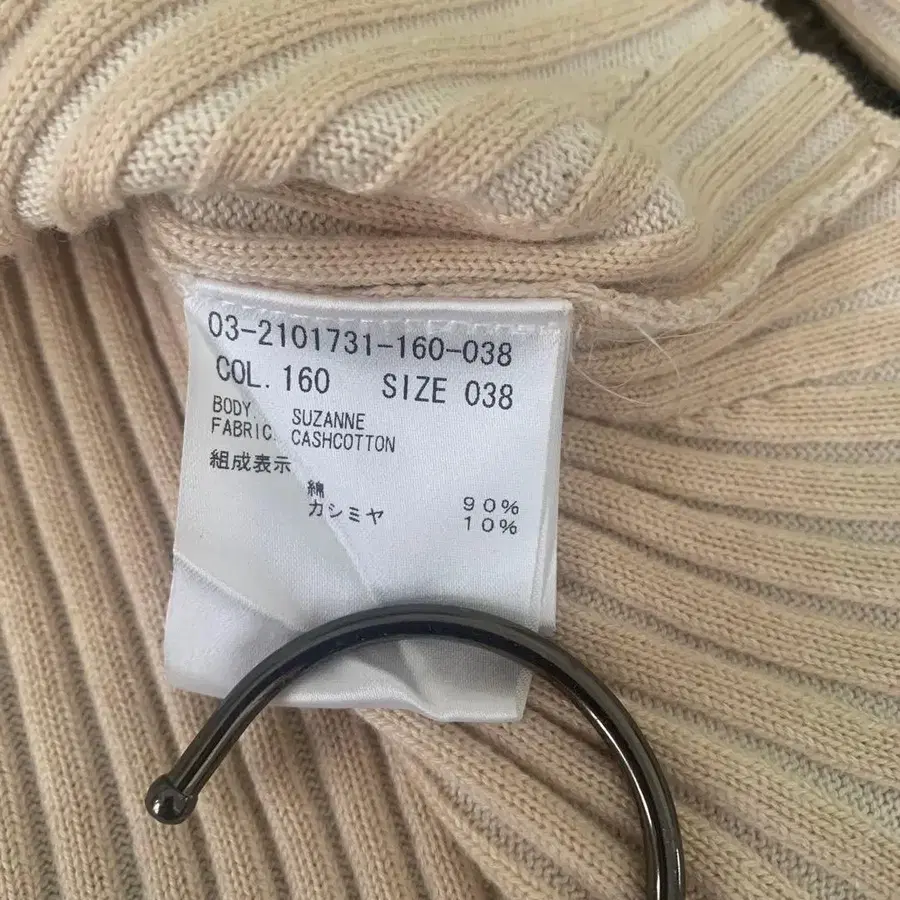 03-2101731-160-038
COL. 160 SIZE 038
BODY. SUZANNE
FABRIC. CASHCOTTON
組成表示
綿 90%
カシミヤ 10%